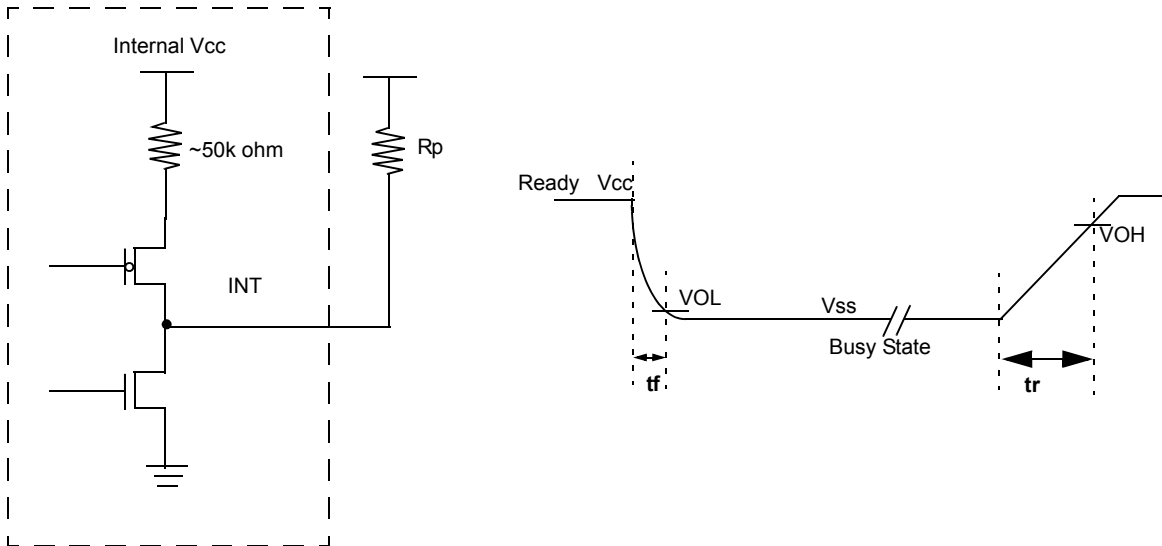 Internal Vcc
~50k ohm
Rp
INT
Ready Vcc
VOL
Vss
Busy State
VOH
tf
tr